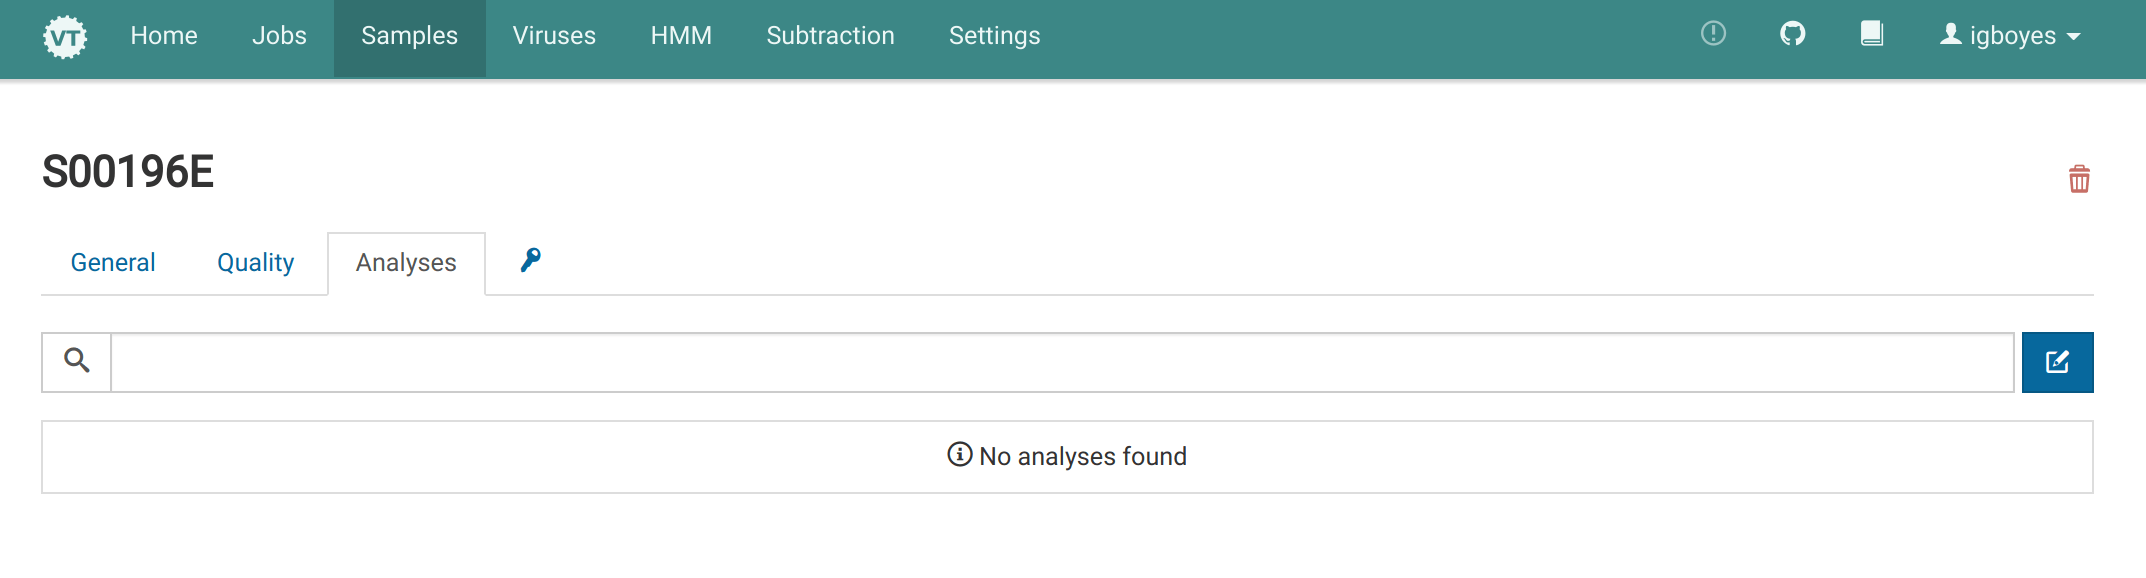 VT Home Jobs Samples Viruses HMM Subtraction Settings igboyes
S00196E
General Quality Analyses
No analyses found